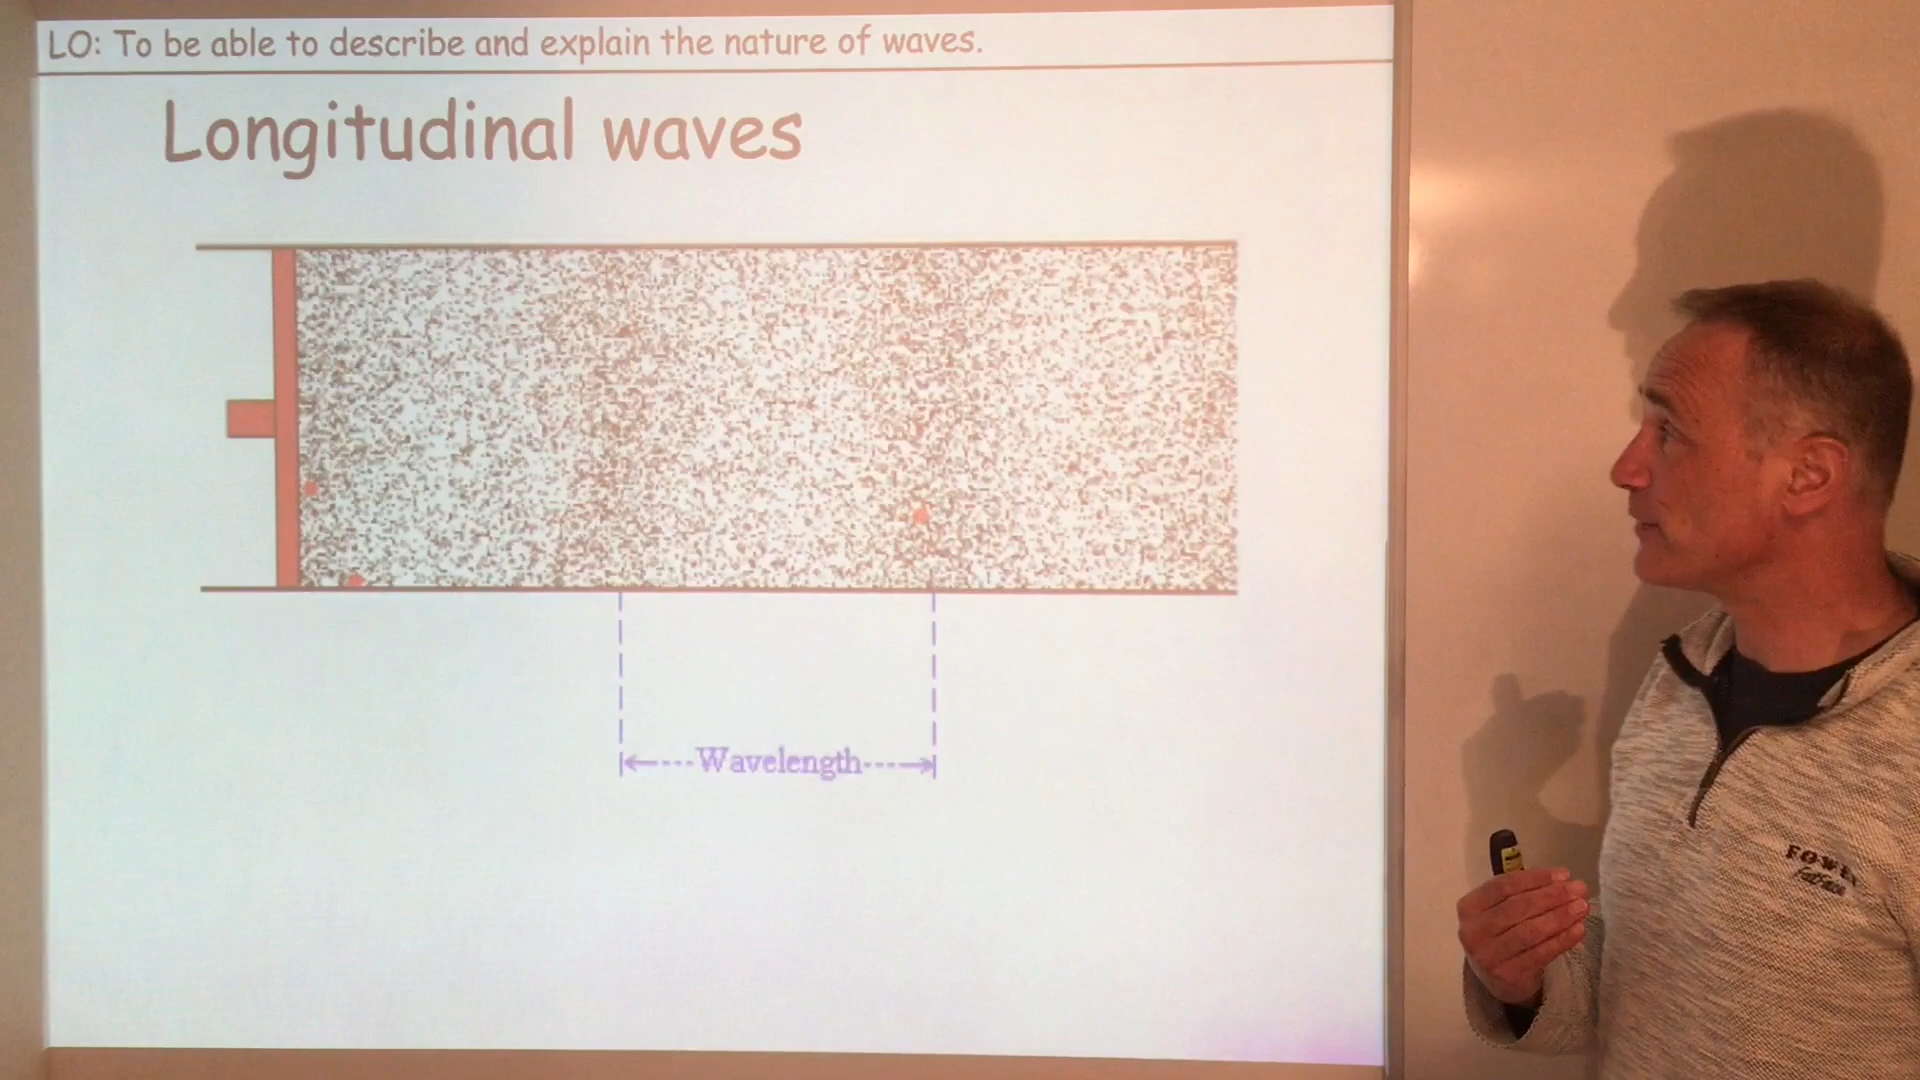 LO: To be able to describe and explain the nature of waves.
Longitudinal waves
Wavelength